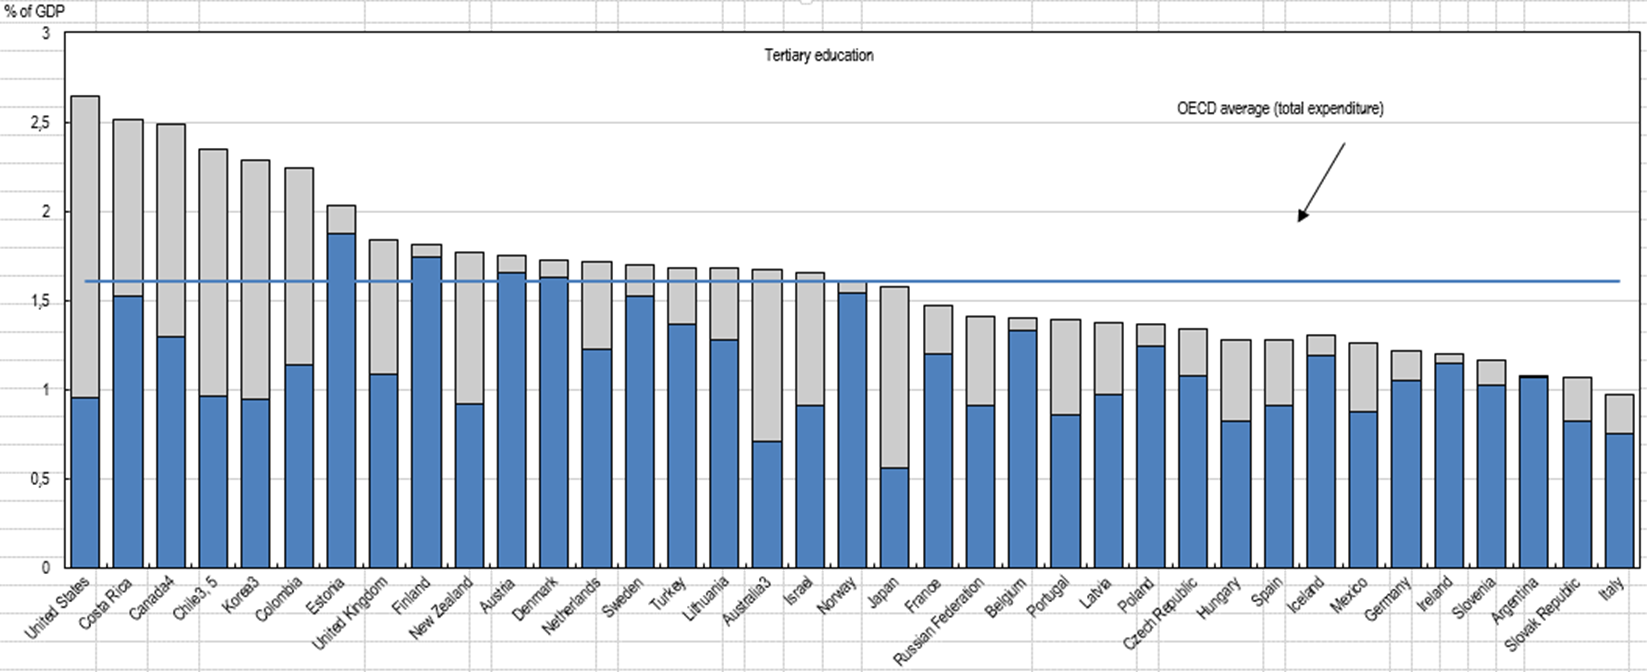 % of GDP
Tertiary education
OECD average (total expenditure)
3
2,5
2
1,5
1
0,5
0
United States
Costa Rica
Canada4
Chile3, 5
Korea3
Colombia
Estonia
United Kingdom
Finland
New Zealand
Austria
Denmark
Netherlands
Sweden
Turkey
Lithuania
Australia3
Israel
Norway
Japan
France
Russian Federation
Belgium
Portugal
Latvia
Poland
Czech Republic
Hungary
Spain
Iceland
Mexico
Germany
Ireland
Slovenia
Argentina
Slovak Republic
Italy